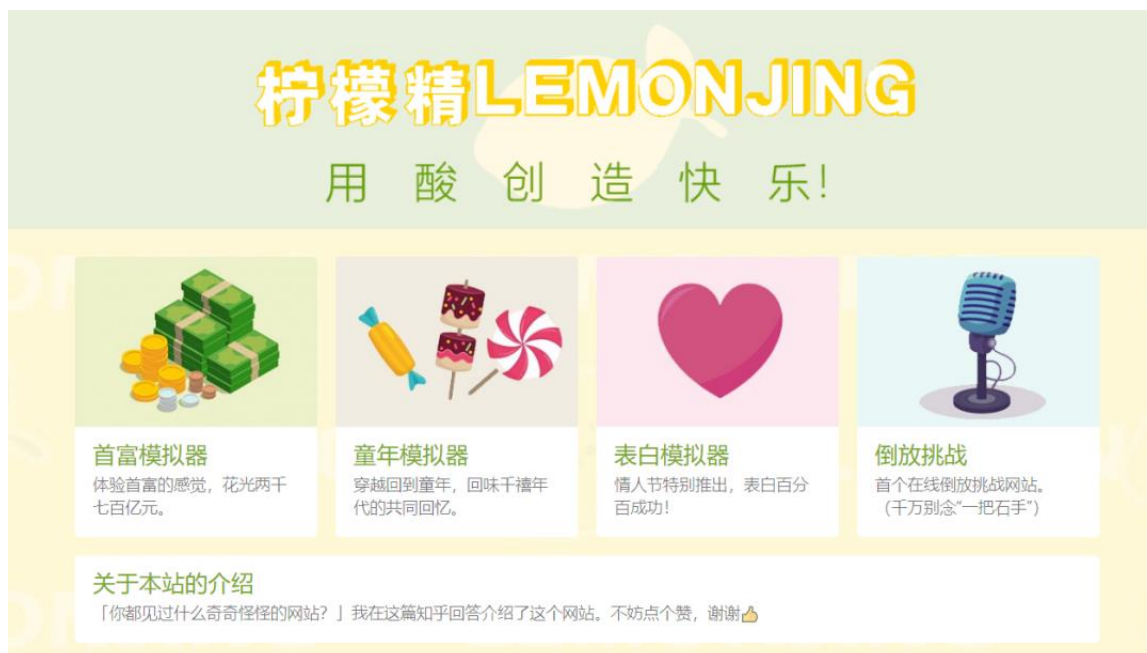 柠檬精LEMONJING
用酸创造快乐!
首富模拟器
体验首富的感觉，花光两千
七百亿元。
童年模拟器
穿越回到童年，回味千禧年
代的共同回忆。
表白模拟器
情人节特别推出，表白百分
百成功！
倒放挑战
首个在线倒放挑战网站。
（千万别念“一把石手”）
关于本站的介绍
「你都见过什么奇奇怪怪的网站？」我在这篇知乎回答介绍了这个网站。不妨点个赞，谢谢👍